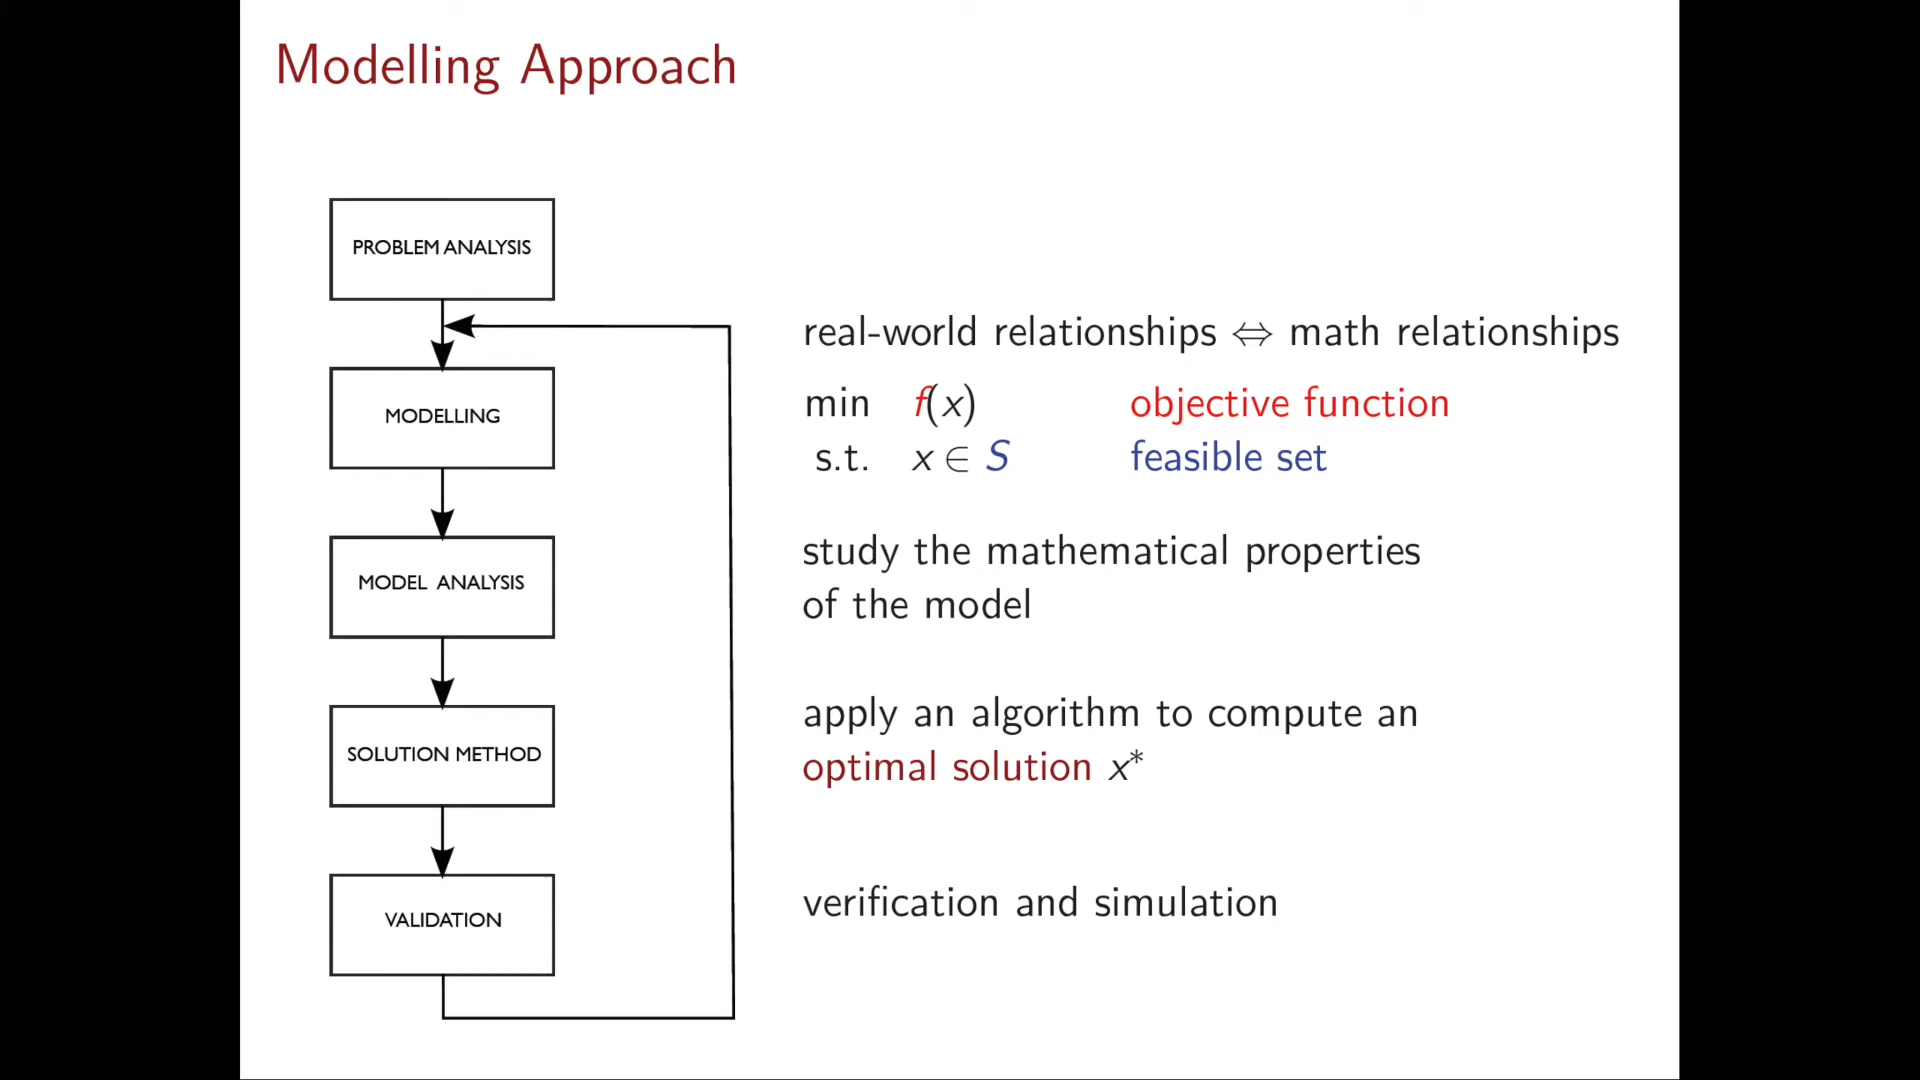 Modelling Approach
PROBLEM ANALYSIS
MODELLING
MODEL ANALYSIS
SOLUTION METHOD
VALIDATION
real-world relationships ⇔ math relationships
min f(x) objective function
s.t. x ∈ S feasible set
study the mathematical properties
of the model
apply an algorithm to compute an
optimal solution x*
verification and simulation